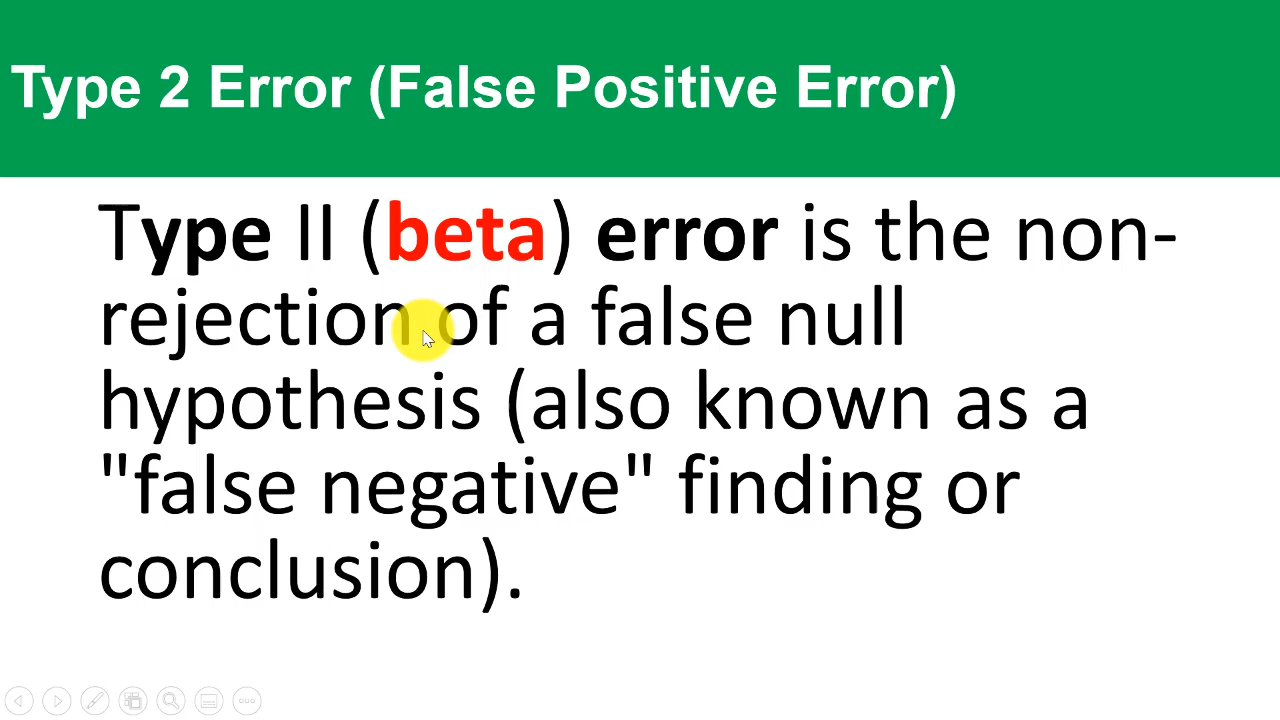 Type 2 Error (False Positive Error)
Type II (beta) error is the non-
rejection of a false null
hypothesis (also known as a
"false negative" finding or
conclusion).